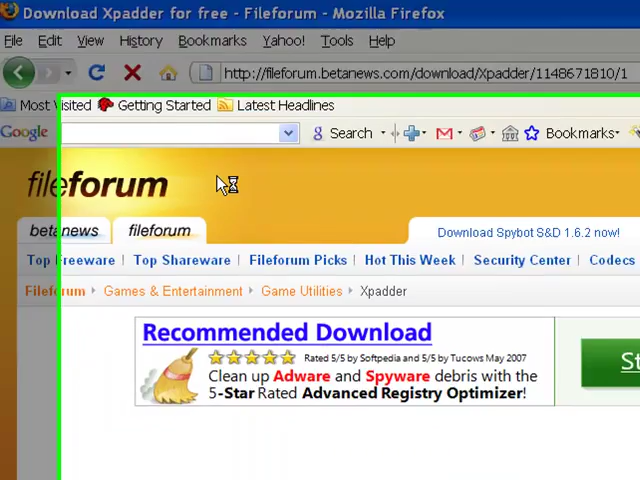 Download Xpadder for free - Fileforum - Mozilla Firefox
File Edit View History Bookmarks Yahoo! Tools Help
http://fileforum.betanews.com/download/Xpadder/1148671810/1
Most Visited Getting Started Latest Headlines
Google Search Bookmarks
fileforum
betanews fileforum Download Spybot S&D 1.6.2 now!
Top Freeware | Top Shareware | Fileforum Picks | Hot This Week | Security Center | Codecs
Fileforum Games & Entertainment Game Utilities Xpadder
Recommended Download
Rated 5/5 by Softpedia and 5/5 by Tucows May 2007
Clean up Adware and Spyware debris with the
5-Star Rated Advanced Registry Optimizer!